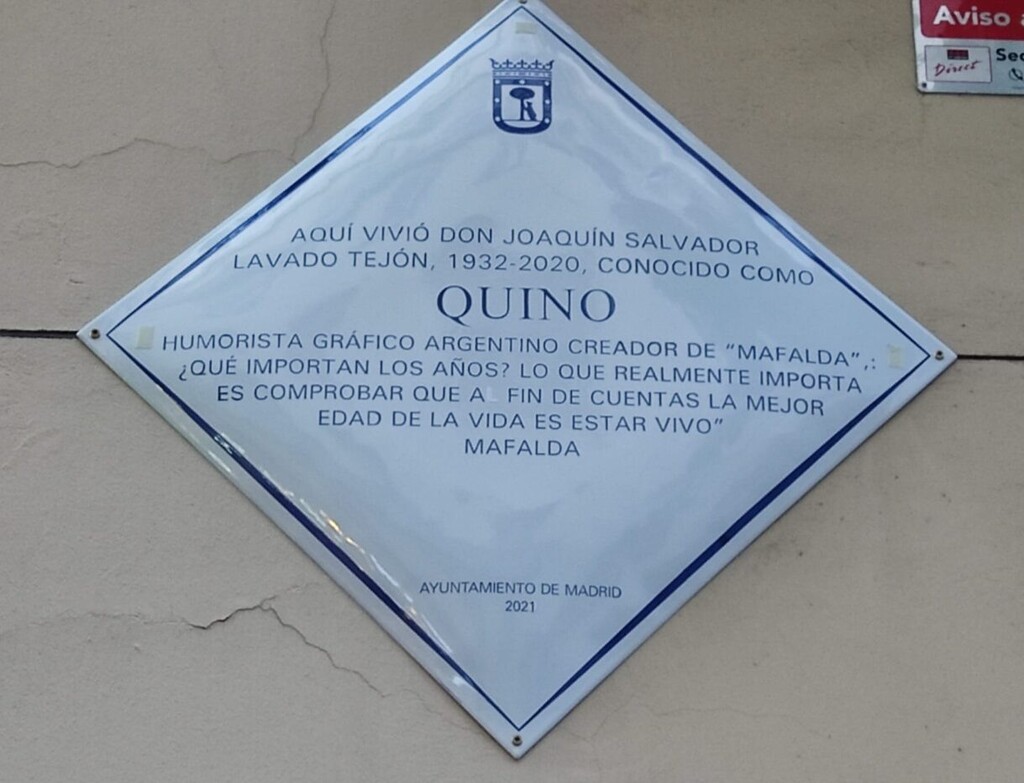 AQUÍ VIVIÓ DON JOAQUÍN SALVADOR
LAVADO TEJÓN, 1932-2020, CONOCIDO COMO
QUINO
HUMORISTA GRÁFICO ARGENTINO CREADOR DE "MAFALDA",:
¿QUÉ IMPORTAN LOS AÑOS? LO QUE REALMENTE IMPORTA
ES COMPROBAR QUE AL FIN DE CUENTAS LA MEJOR
EDAD DE LA VIDA ES ESTAR VIVO"
MAFALDA
AYUNTAMIENTO DE MADRID
2021
Aviso
Direct